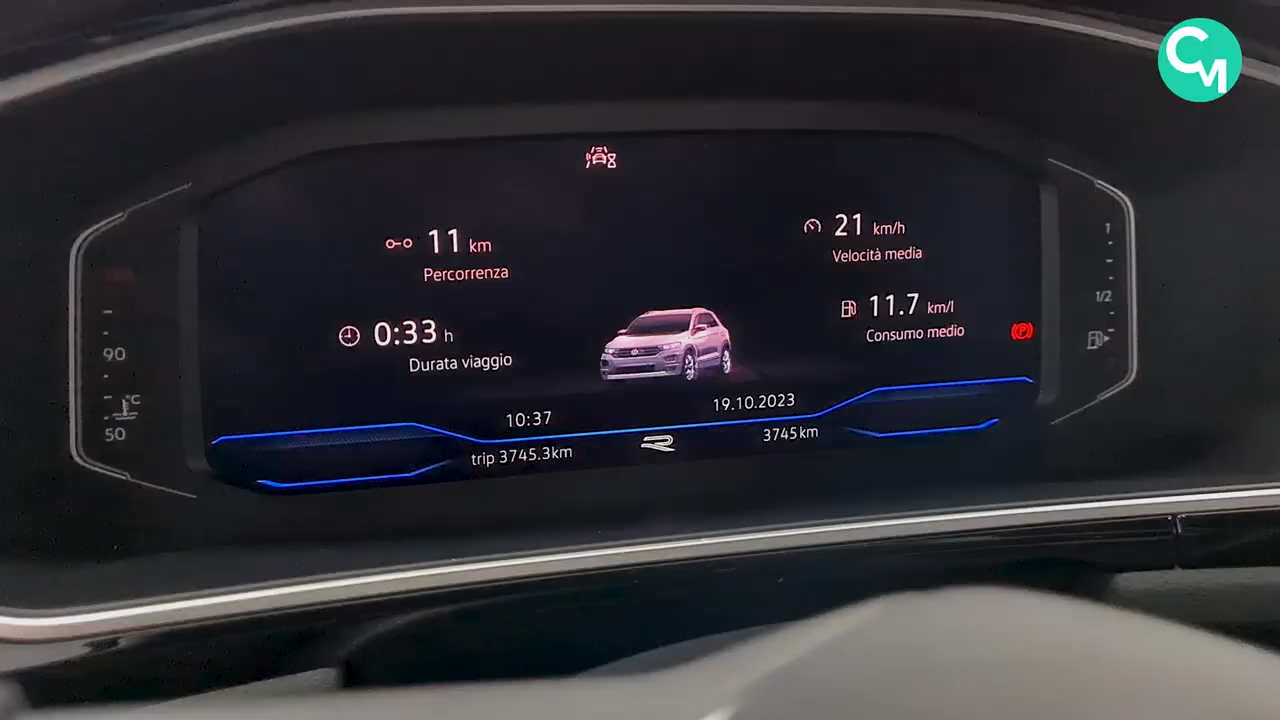 CM
11 km
Percorrenza
0:33 h
Durata viaggio
21 km/h
Velocità media
11.7 km/l
Consumo medio
(P)
10:37
19.10.2023
trip 3745.3km
R
3745km
90
°C
50
1
1/2